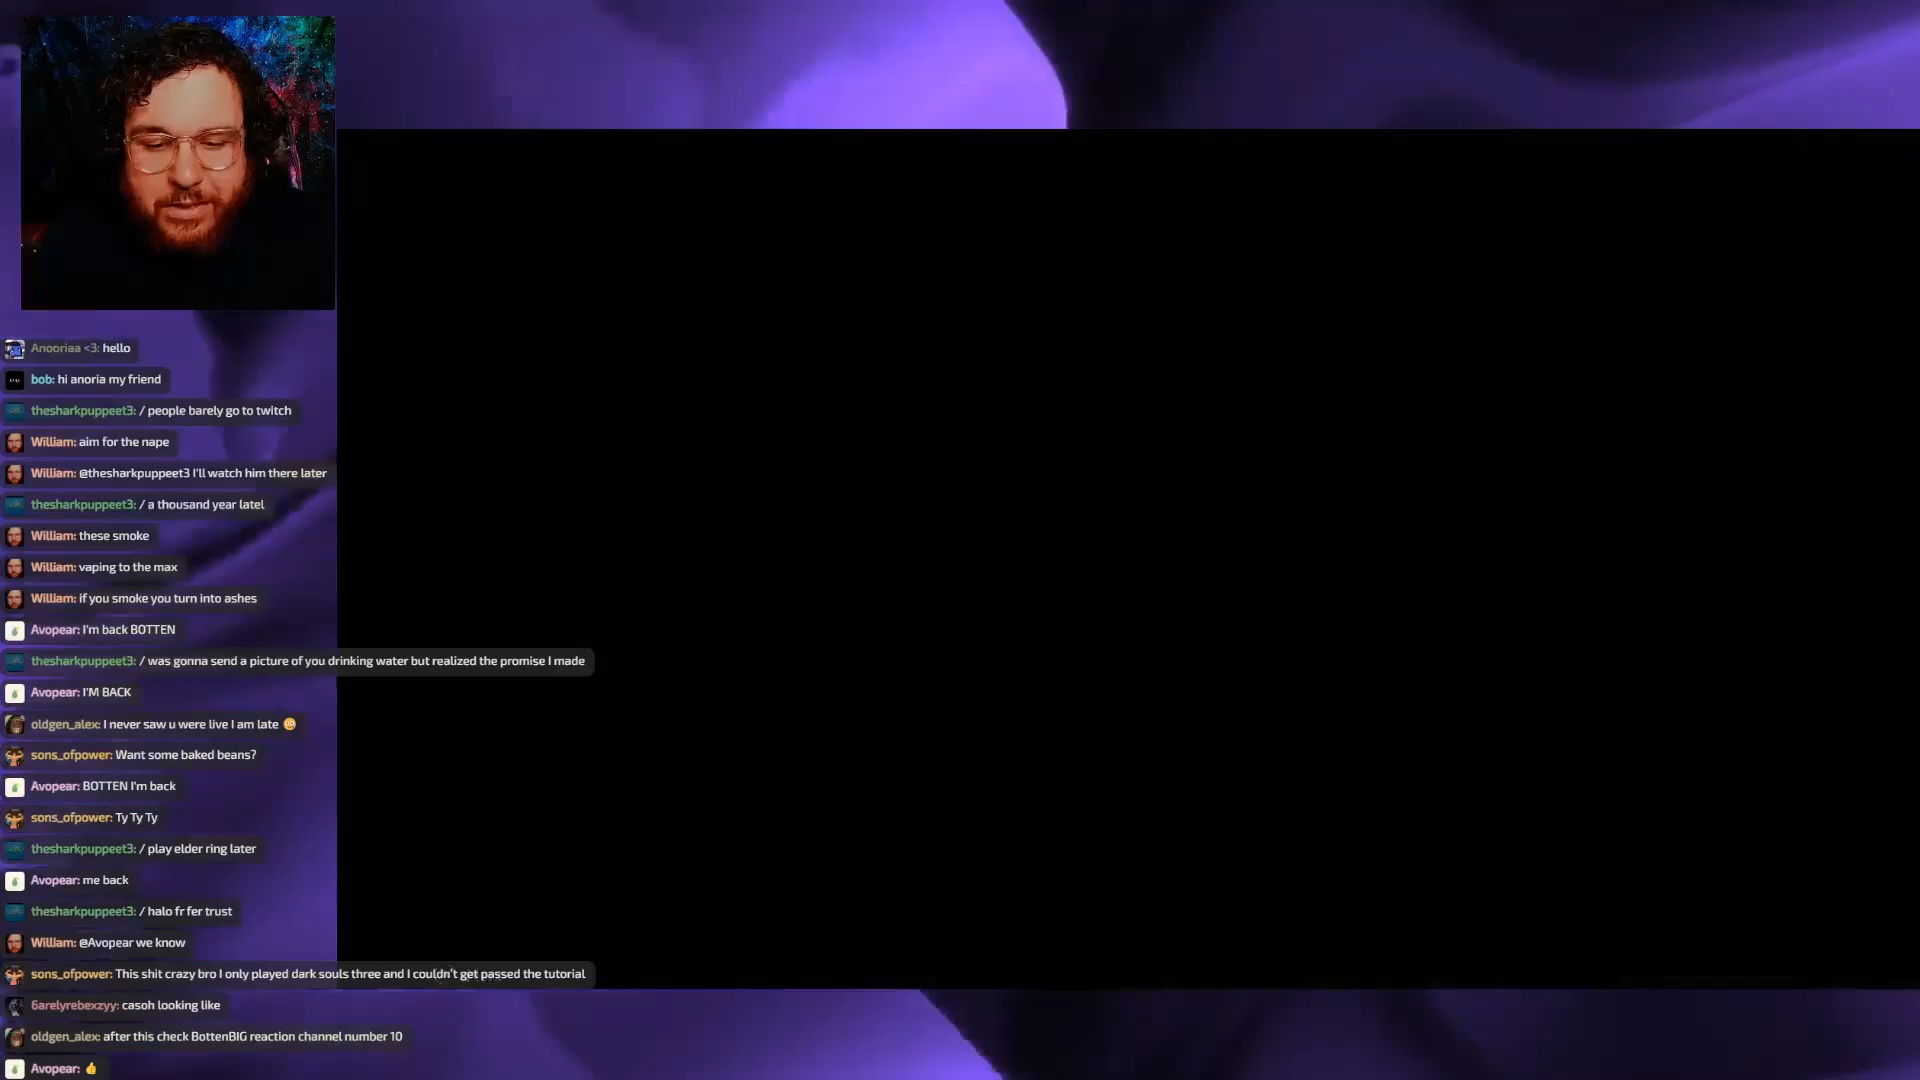 Anooriaa <3: hello
bob: hi anoria my friend
thesharkpuppeet3: / people barely go to twitch
William: aim for the nape
William: @thesharkpuppeet3 I'll watch him there later
thesharkpuppeet3: / a thousand year latel
William: these smoke
William: vaping to the max
William: if you smoke you turn into ashes
Avopear: I'm back BOTTEN
thesharkpuppeet3: / was gonna send a picture of you drinking water but realized the promise I made
Avopear: I'M BACK
oldgen_alex: I never saw u were live I am late 😳
sons_ofpower: Want some baked beans?
Avopear: BOTTEN I'm back
sons_ofpower: Ty Ty Ty
thesharkpuppeet3: / play elder ring later
Avopear: me back
thesharkpuppeet3: / halo fr fer trust
William: @Avopear we know
sons_ofpower: This shit crazy bro I only played dark souls three and I couldn't get passed the tutorial
6arelyrebexzyy: casoh looking like
oldgen_alex: after this check BottenBIG reaction channel number 10
Avopear: 👍